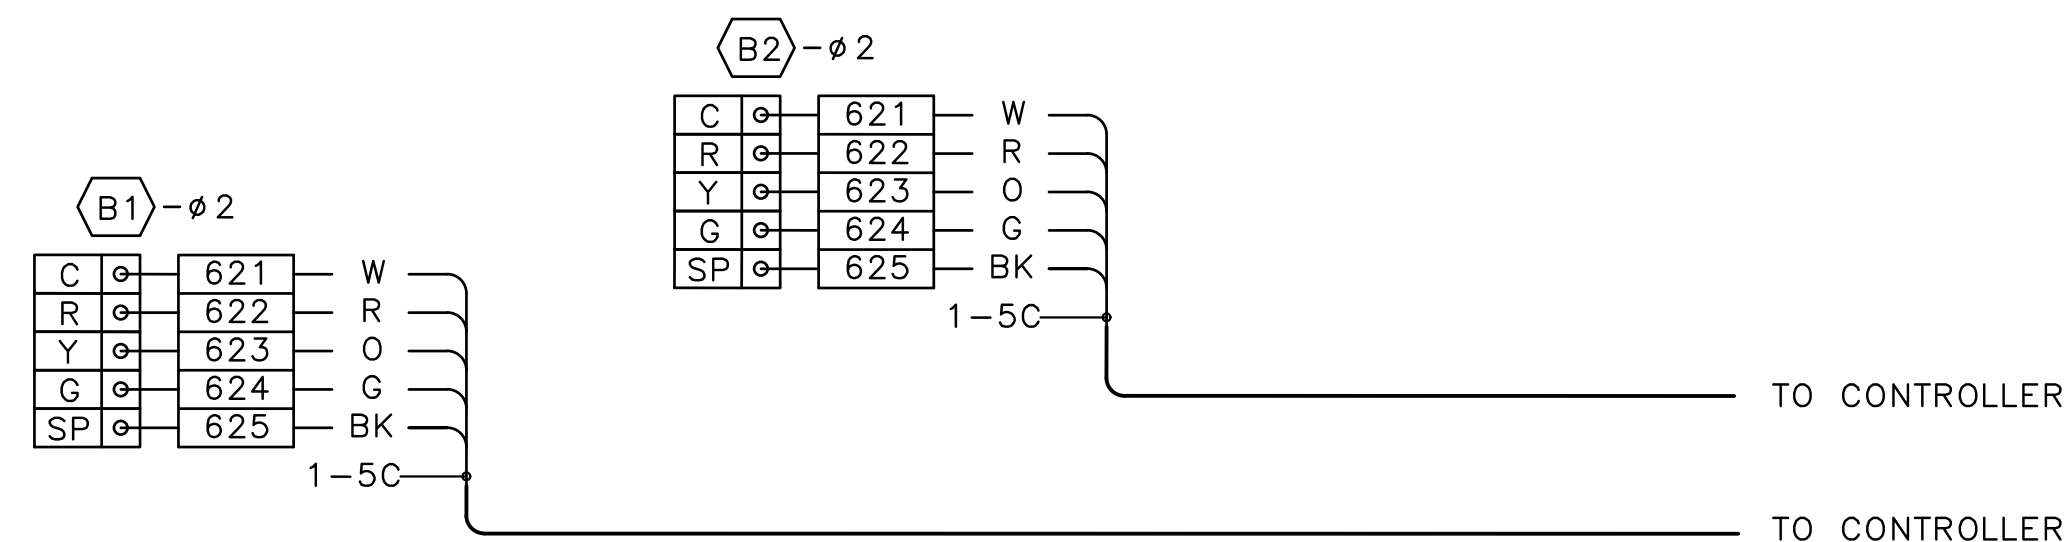 B2 -ø2
C 621 W
R 622 R
Y 623 O
G 624 G
SP 625 BK
1-5C
TO CONTROLLER
B1 -ø2
C 621 W
R 622 R
Y 623 O
G 624 G
SP 625 BK
1-5C
TO CONTROLLER